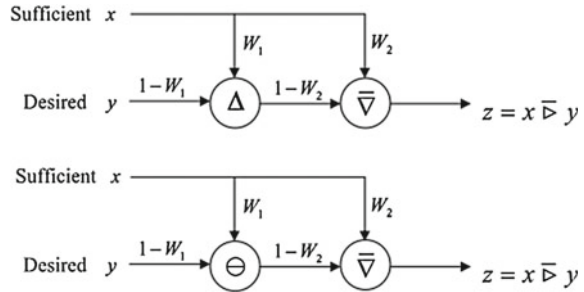 Sufficient x
W₁ W₂
Desired y 1−W₁ Δ 1−W₂ ∇̅ z = x ▷̅ y
Sufficient x
W₁ W₂
Desired y 1−W₁ ⊖ 1−W₂ ∇̅ z = x ▷̅ y